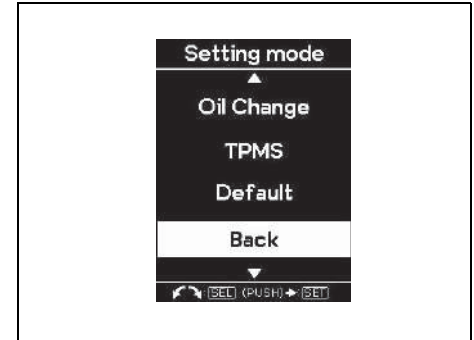 Setting mode
Oil Change
TPMS
Default
Back
SEL (PUSH) SET